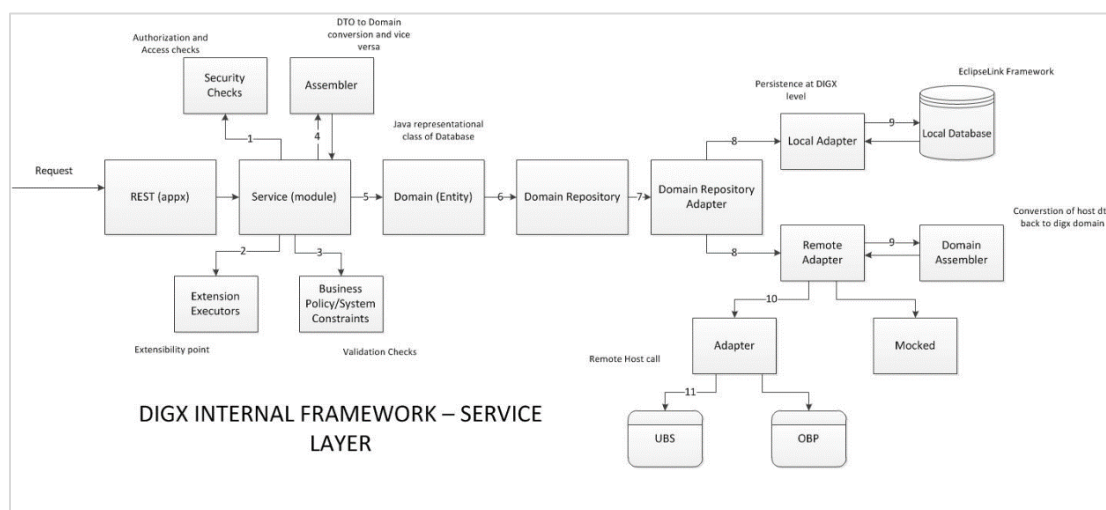 Authorization and
Access checks
DTO to Domain
conversion and vice
versa
Security
Checks
Assembler
EclipseLink Framework
Persistence at DIGX
level
Java representational
class of Database
Local Adapter
Local Database
1
4
8
9
Request
REST (appx)
Service (module)
5
Domain (Entity)
6
Domain Repository
7
Domain Repository
Adapter
Converstion of host dt
back to digx domain
8
Remote
Adapter
9
Domain
Assembler
2
3
Extension
Executors
Business
Policy/System
Constraints
10
Extensibility point
Validation Checks
Adapter
Mocked
Remote Host call
11
DIGX INTERNAL FRAMEWORK – SERVICE
LAYER
UBS
OBP